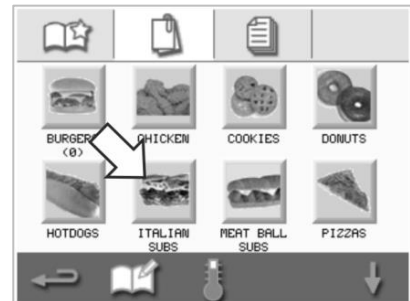 BURGERS CHICKEN COOKIES DONUTS
(0)
HOTDOGS ITALIAN SUBS MEAT BALL SUBS PIZZAS